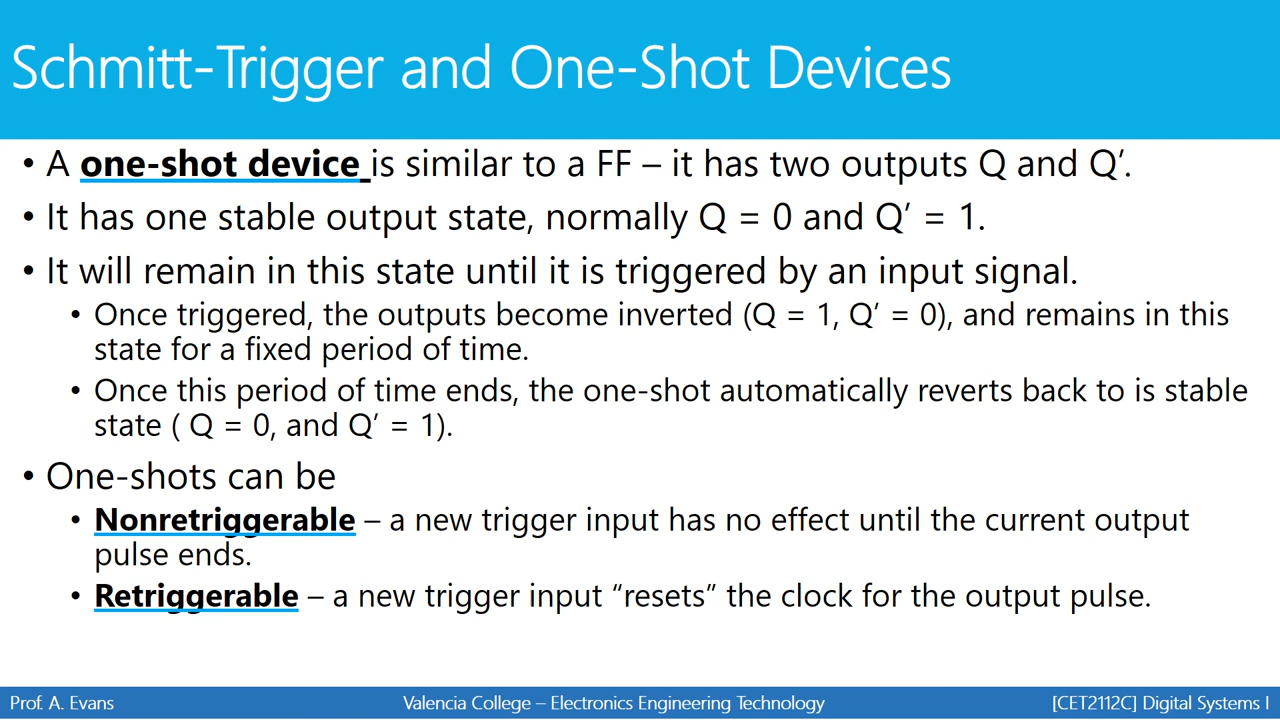 Schmitt-Trigger and One-Shot Devices
• A one-shot device is similar to a FF – it has two outputs Q and Q’.
• It has one stable output state, normally Q = 0 and Q’ = 1.
• It will remain in this state until it is triggered by an input signal.
• Once triggered, the outputs become inverted (Q = 1, Q’ = 0), and remains in this
state for a fixed period of time.
• Once this period of time ends, the one-shot automatically reverts back to is stable
state ( Q = 0, and Q’ = 1).
• One-shots can be
• Nonretriggerable – a new trigger input has no effect until the current output
pulse ends.
• Retriggerable – a new trigger input “resets” the clock for the output pulse.
Prof. A. Evans
Valencia College – Electronics Engineering Technology
[CET2112C] Digital Systems I